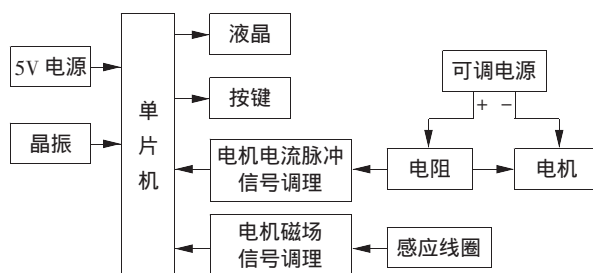 液晶
5V 电源
可调电源
+ −
按键
单
片
机
晶振
电机电流脉冲
信号调理
电阻
电机
电机磁场
信号调理
感应线圈